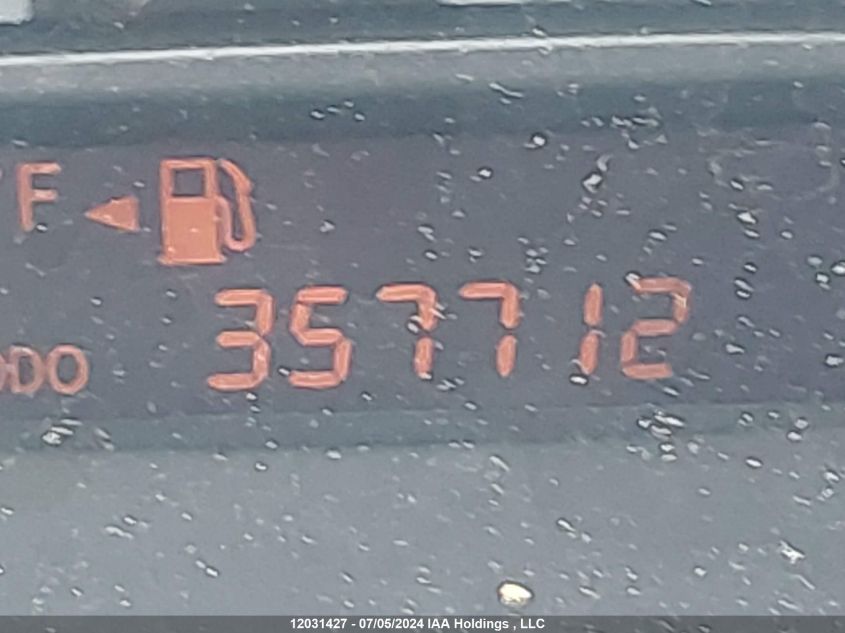 F
ODO 357712
12031427 - 07/05/2024 IAA Holdings , LLC